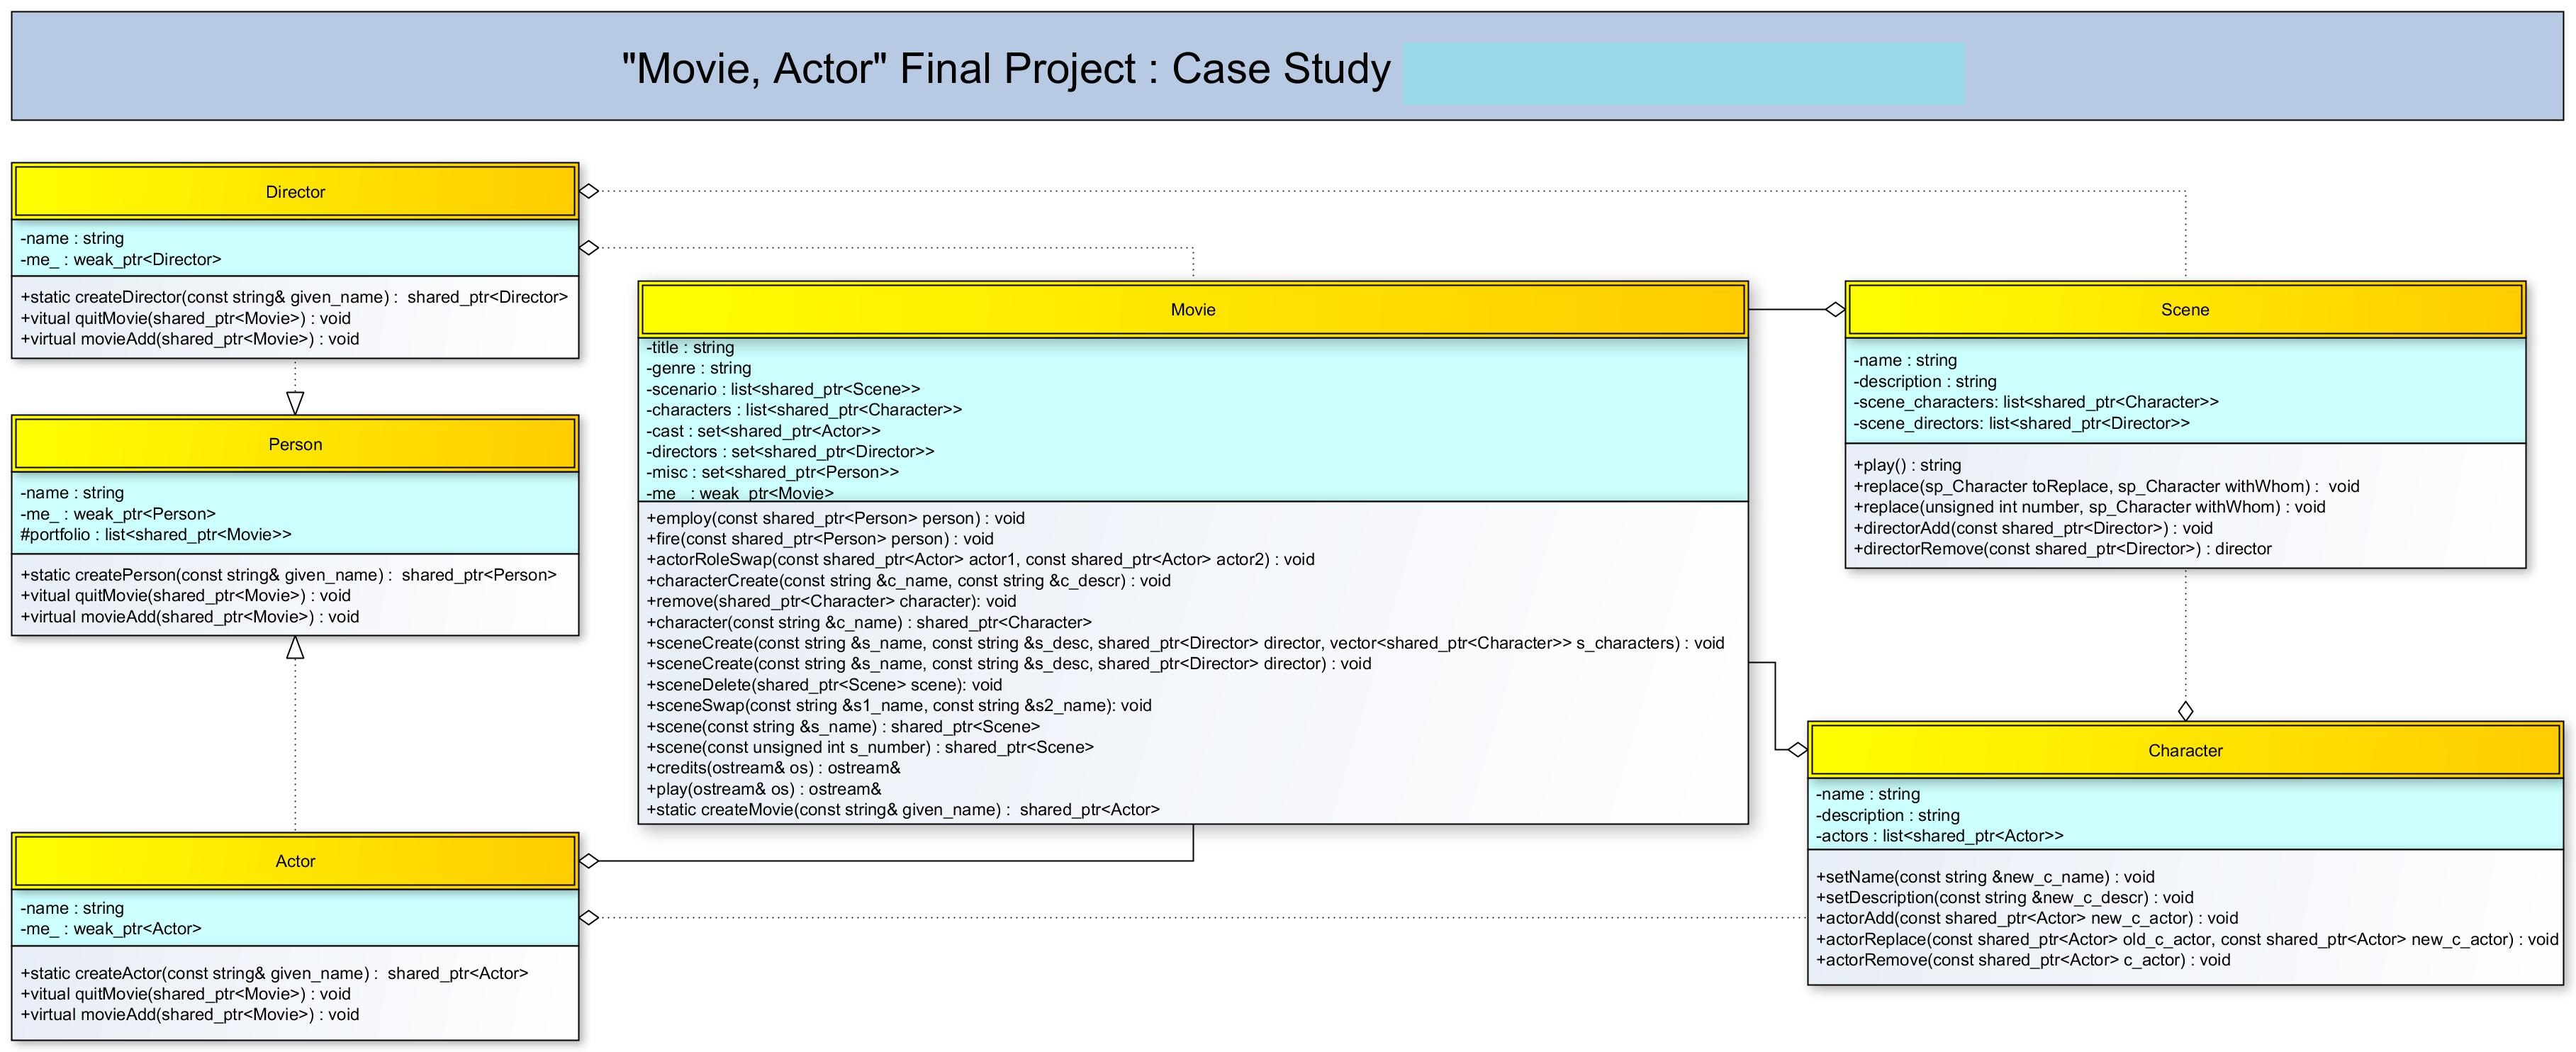 "Movie, Actor" Final Project : Case Study
Director
-name : string
-me_ : weak_ptr<Director>
+static createDirector(const string& given_name) :  shared_ptr<Director>
+vitual quitMovie(shared_ptr<Movie>) : void
+virtual movieAdd(shared_ptr<Movie>) : void
Person
-name : string
-me_ : weak_ptr<Person>
#portfolio : list<shared_ptr<Movie>>
+static createPerson(const string& given_name) :  shared_ptr<Person>
+vitual quitMovie(shared_ptr<Movie>) : void
+virtual movieAdd(shared_ptr<Movie>) : void
Actor
-name : string
-me_ : weak_ptr<Actor>
+static createActor(const string& given_name) :  shared_ptr<Actor>
+vitual quitMovie(shared_ptr<Movie>) : void
+virtual movieAdd(shared_ptr<Movie>) : void
Movie
-title : string
-genre : string
-scenario : list<shared_ptr<Scene>>
-characters : list<shared_ptr<Character>>
-cast : set<shared_ptr<Actor>>
-directors : set<shared_ptr<Director>>
-misc : set<shared_ptr<Person>>
-me_ : weak_ptr<Movie>
+employ(const shared_ptr<Person> person) : void
+fire(const shared_ptr<Person> person) : void
+actorRoleSwap(const shared_ptr<Actor> actor1, const shared_ptr<Actor> actor2) : void
+characterCreate(const string &c_name, const string &c_descr) : void
+remove(shared_ptr<Character> character): void
+character(const string &c_name) : shared_ptr<Character>
+sceneCreate(const string &s_name, const string &s_desc, shared_ptr<Director> director, vector<shared_ptr<Character>> s_characters) : void
+sceneCreate(const string &s_name, const string &s_desc, shared_ptr<Director> director) : void
+sceneDelete(shared_ptr<Scene> scene): void
+sceneSwap(const string &s1_name, const string &s2_name): void
+scene(const string &s_name) : shared_ptr<Scene>
+scene(const unsigned int s_number) : shared_ptr<Scene>
+credits(ostream& os) : ostream&
+play(ostream& os) : ostream&
+static createMovie(const string& given_name) :  shared_ptr<Actor>
Scene
-name : string
-description : string
-scene_characters: list<shared_ptr<Character>>
-scene_directors: list<shared_ptr<Director>>
+play() : string
+replace(sp_Character toReplace, sp_Character withWhom) :  void
+replace(unsigned int number, sp_Character withWhom) : void
+directorAdd(const shared_ptr<Director>) : void
+directorRemove(const shared_ptr<Director>) : director
Character
-name : string
-description : string
-actors : list<shared_ptr<Actor>>
+setName(const string &new_c_name) : void
+setDescription(const string &new_c_descr) : void
+actorAdd(const shared_ptr<Actor> new_c_actor) : void
+actorReplace(const shared_ptr<Actor> old_c_actor, const shared_ptr<Actor> new_c_actor) : void
+actorRemove(const shared_ptr<Actor> c_actor) : void